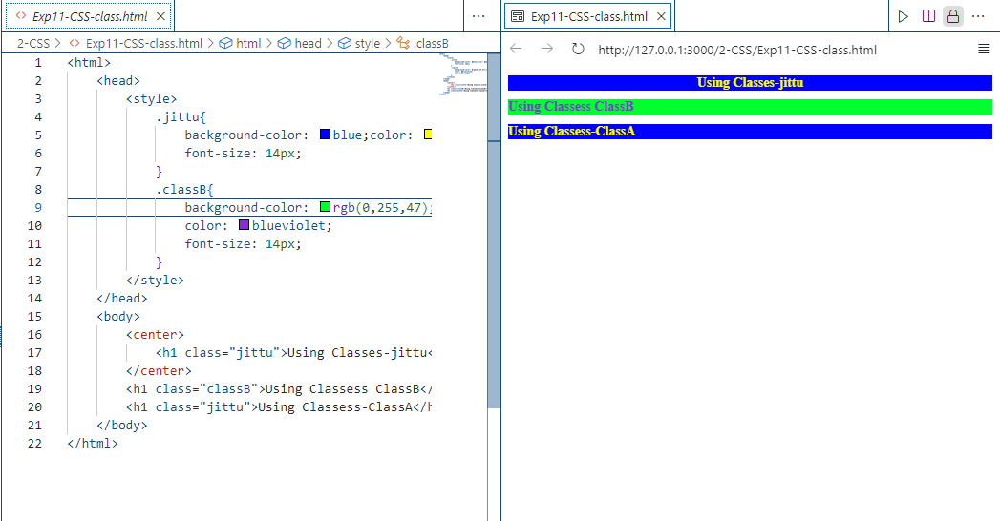 Exp11-CSS-class.html
2-CSS > Exp11-CSS-class.html > html > head > style > .classB
1 <html>
2 <head>
3 <style>
4 .jittu{
5 background-color: blue;color:
6 font-size: 14px;
7 }
8 .classB{
9 background-color: rgb(0,255,47);
10 color: blueviolet;
11 font-size: 14px;
12 }
13 </style>
14 </head>
15 <body>
16 <center>
17 <h1 class="jittu">Using Classes-jittu<
18 </center>
19 <h1 class="classB">Using Classess ClassB</
20 <h1 class="jittu">Using Classess-ClassA</h
21 </body>
22 </html>
Exp11-CSS-class.html
http://127.0.0.1:3000/2-CSS/Exp11-CSS-class.html
Using Classes-jittu
Using Classess ClassB
Using Classess-ClassA